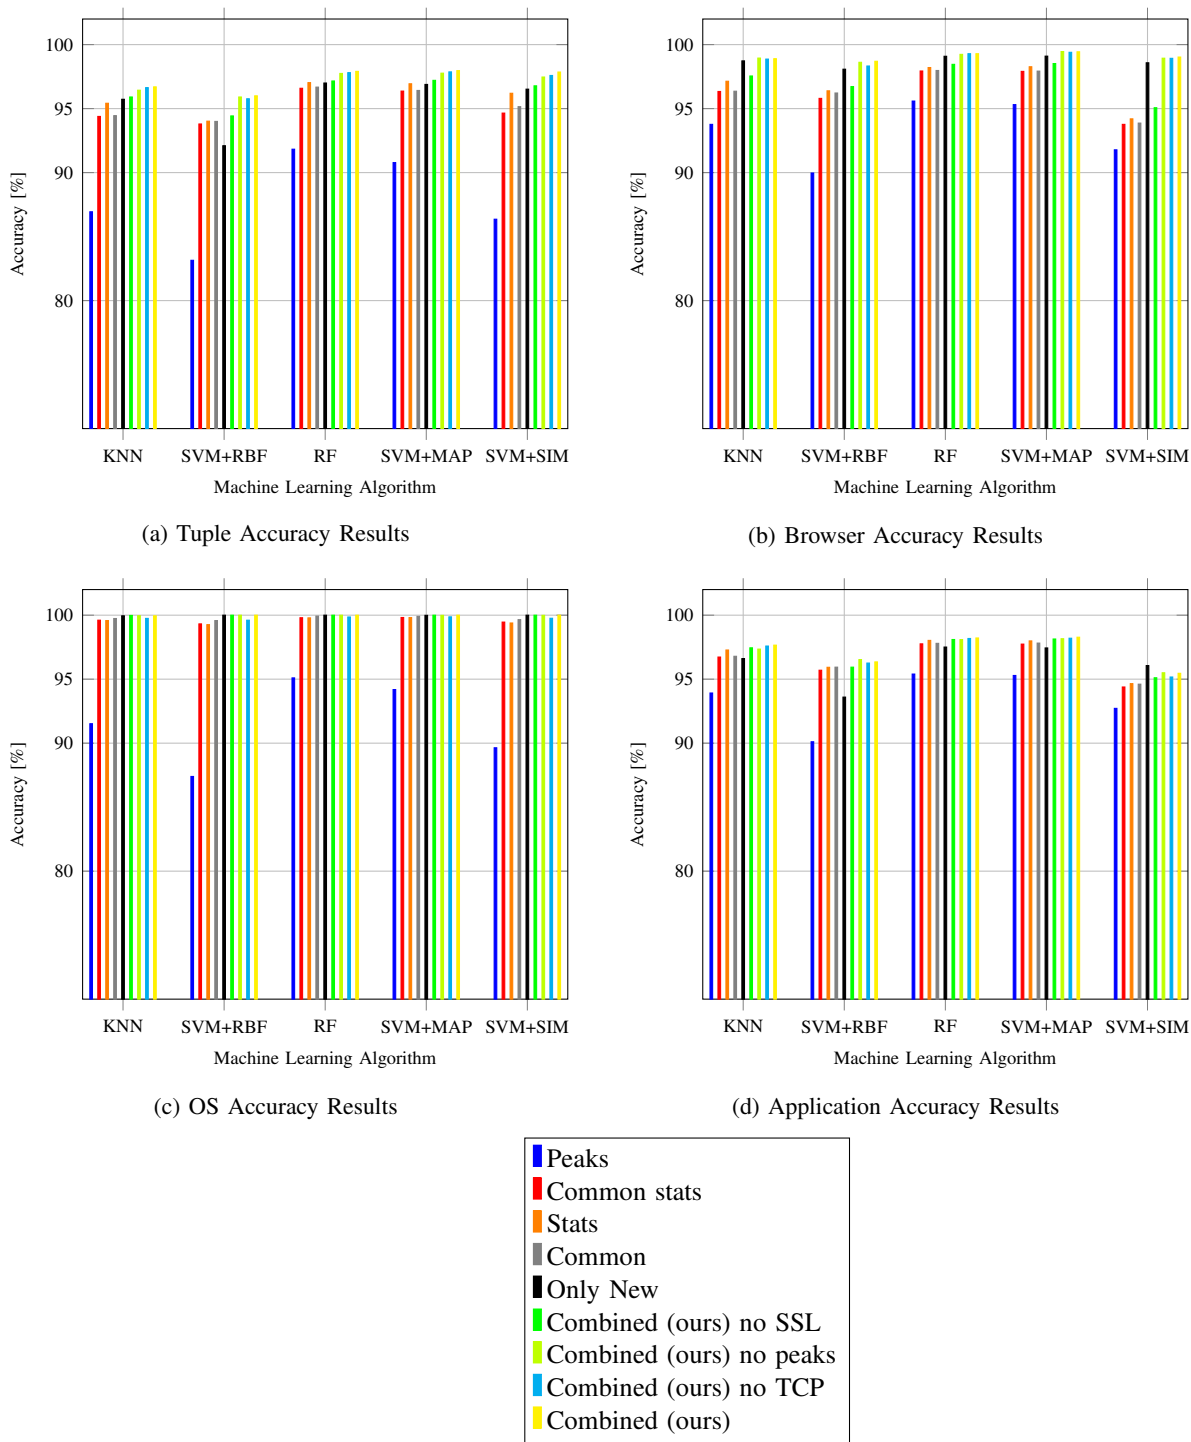 100
95
90
80
Accuracy [%]
KNN SVM+RBF RF SVM+MAP SVM+SIM
Machine Learning Algorithm
(a) Tuple Accuracy Results
100
95
90
80
Accuracy [%]
KNN SVM+RBF RF SVM+MAP SVM+SIM
Machine Learning Algorithm
(b) Browser Accuracy Results
100
95
90
80
Accuracy [%]
KNN SVM+RBF RF SVM+MAP SVM+SIM
Machine Learning Algorithm
(c) OS Accuracy Results
100
95
90
80
Accuracy [%]
KNN SVM+RBF RF SVM+MAP SVM+SIM
Machine Learning Algorithm
(d) Application Accuracy Results
Peaks
Common stats
Stats
Common
Only New
Combined (ours) no SSL
Combined (ours) no peaks
Combined (ours) no TCP
Combined (ours)